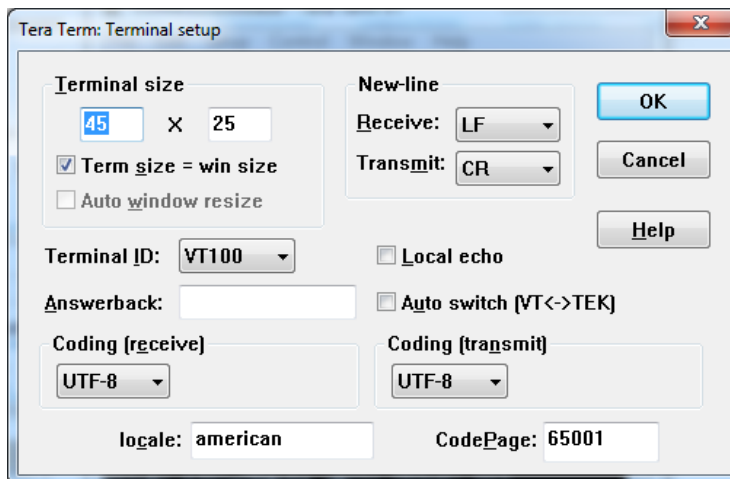 Tera Term: Terminal setup
Terminal size
45 X 25
Term size = win size
Auto window resize
New-line
Receive: LF
Transmit: CR
OK
Cancel
Help
Terminal ID: VT100
Local echo
Answerback:
Auto switch (VT<->TEK)
Coding (receive)
UTF-8
Coding (transmit)
UTF-8
locale: american
CodePage: 65001